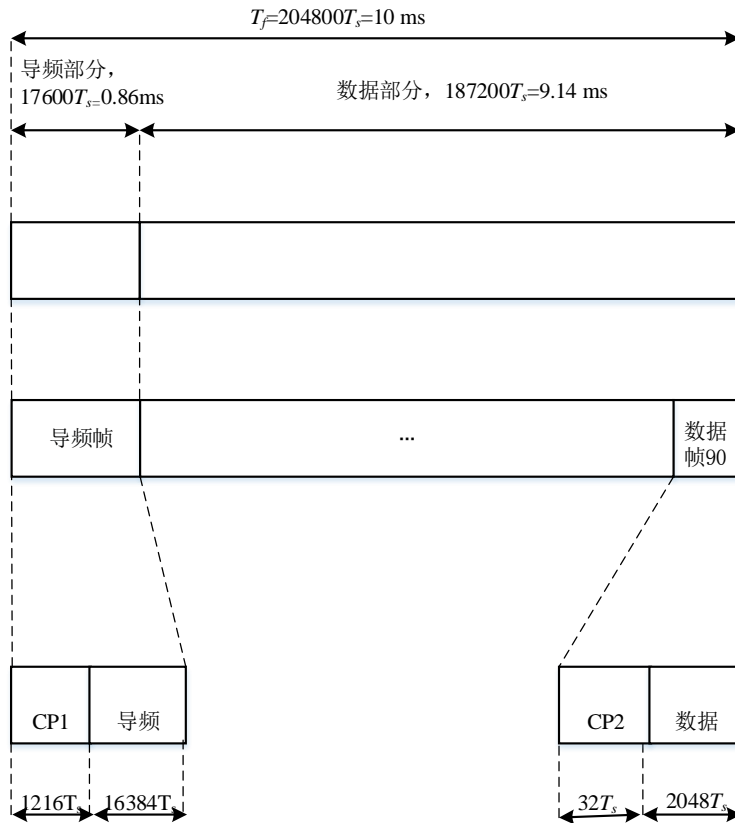 T_f=204800T_s=10 ms
导频部分，
17600T_s=0.86ms
数据部分，187200T_s=9.14 ms
导频帧
...
数据
帧90
CP1
导频
CP2
数据
1216T_s
16384T_s
32T_s
2048T_s